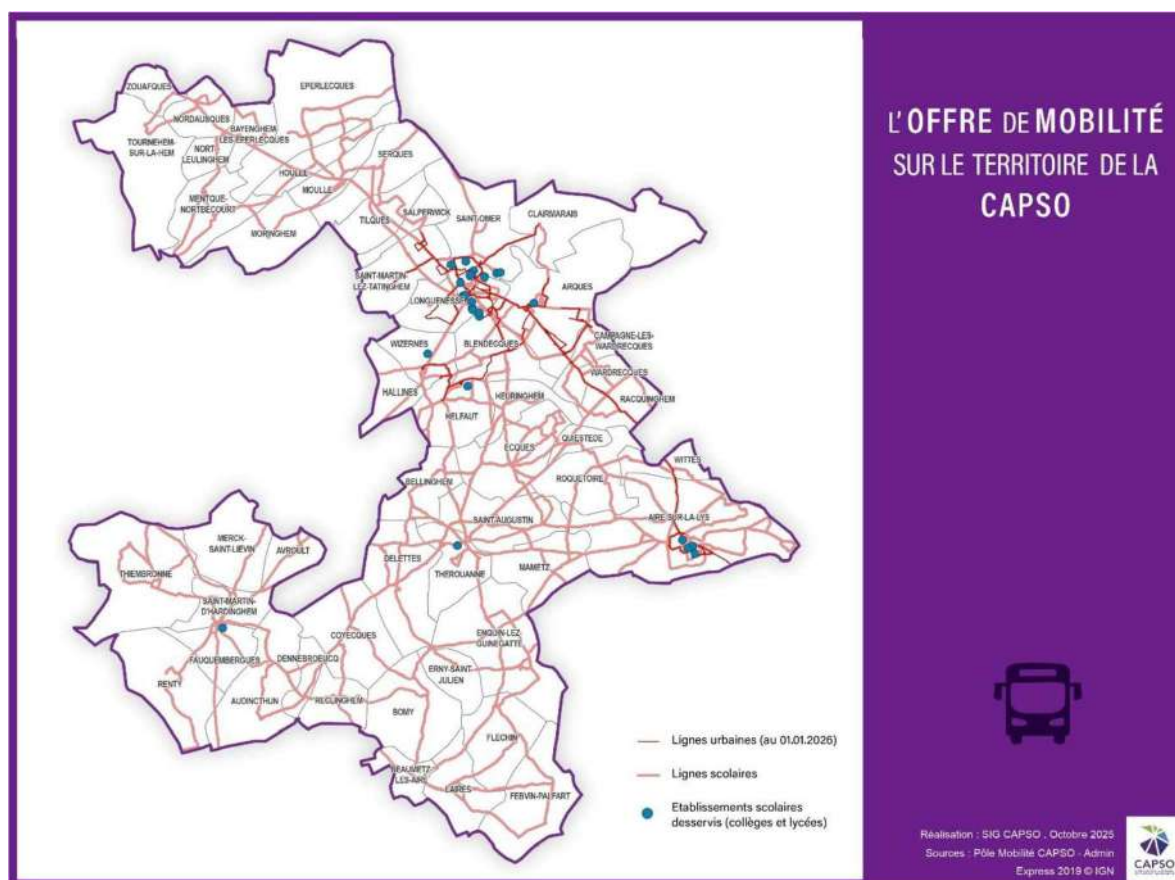 L'OFFRE DE MOBILITÉ
SUR LE TERRITOIRE DE LA
CAPSO
ZOUAFQUES
EPERLECQUES
NORDAUSQUES
BAYENGHEM
LES-EPERLECQUES
TOURNEHEM-
SUR-LA-HEM
NORT
LEULINGHEM
SERQUES
HOULLE
MOULLE
MENTQUE-
NORTBECOURT
MORINGHEM
TILQUES
SALPERWICK
SAINT-OMER
CLAIRMARAIS
SAINT-MARTIN-
LEZ-TATINGHEM
LONGUENESSE
ARQUES
WIZERNES
BLENDECQUES
CAMPAGNE-LES-
WARDRECQUES
WARDRECQUES
HALLINES
HELFAUT
HEURINGHEM
RACQUINGHEM
ECQUES
QUIESTEDE
WITTES
BELLINGHEM
ROQUETOIRE
SAINT-AUGUSTIN
AIRE-SUR-LA-LYS
DELETTES
THEROUANNE
MAMETZ
MERCK-
SAINT-LIEVIN
AVROULT
THIEMBRONNE
SAINT-MARTIN-
D'HARDINGHEM
FAUQUEMBERGUES
RENTY
AUDINCTHUN
DENNEBROEUCQ
COYECQUES
RECLINGHEM
ENQUIN-LEZ-
GUINEGATTE
ERNY-SAINT-
JULIEN
BOMY
FLECHIN
BEAUMETZ-
LES-AIRE
LAIRES
FEBVIN-PALFART
Lignes urbaines (au 01.01.2026)
Lignes scolaires
Etablissements scolaires
desservis (collèges et lycées)
Réalisation : SIG CAPSO . Octobre 2025
Sources : Pôle Mobilité CAPSO - Admin
Express 2019 © IGN
CAPSO